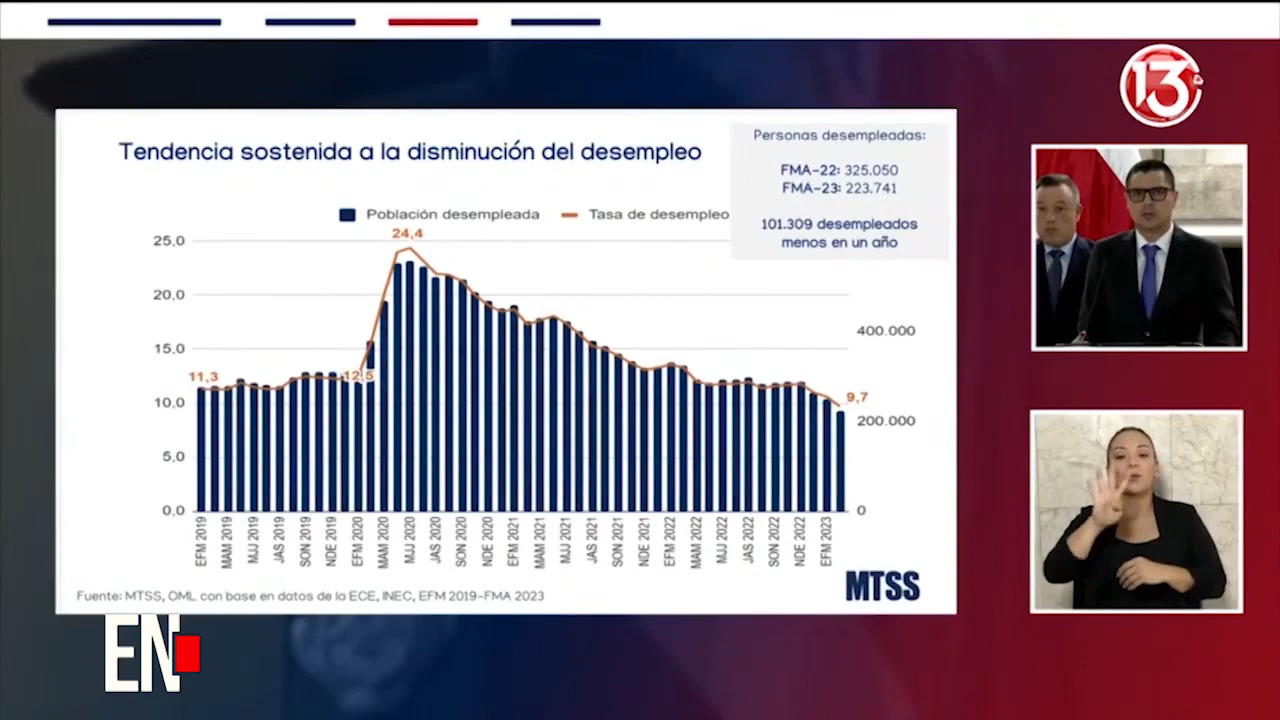 13
Tendencia sostenida a la disminución del desempleo
Personas desempleadas:
FMA-22: 325.050
FMA-23: 223.741
101.309 desempleados
menos en un año
Población desempleada
Tasa de desempleo
24,4
25,0
20,0
15,0
10,0
5,0
0,0
11,3
12,5
9,7
400.000
200.000
0
EFM 2019
MAM 2019
MJJ 2019
JAS 2019
SON 2019
NDE 2019
EFM 2020
MAM 2020
MJJ 2020
JAS 2020
SON 2020
NDE 2020
EFM 2021
MAM 2021
MJJ 2021
JAS 2021
SON 2021
NDE 2021
EFM 2022
MAM 2022
MJJ 2022
JAS 2022
SON 2022
NDE 2022
EFM 2023
MTSS
Fuente: MTSS, OML con base en datos de la ECE, INEC, EFM 2019-FMA 2023
EN